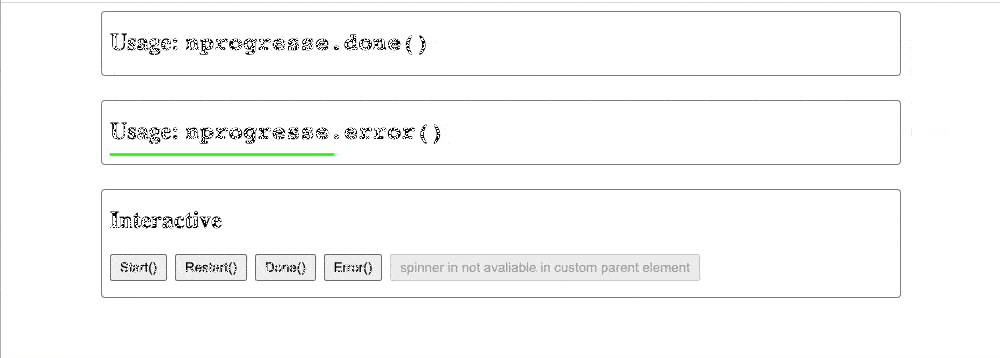 Usage: nprogresse.done()
Usage: nprogresse.error()
Interactive
Start() Restart() Done() Error() spinner in not avaliable in custom parent element